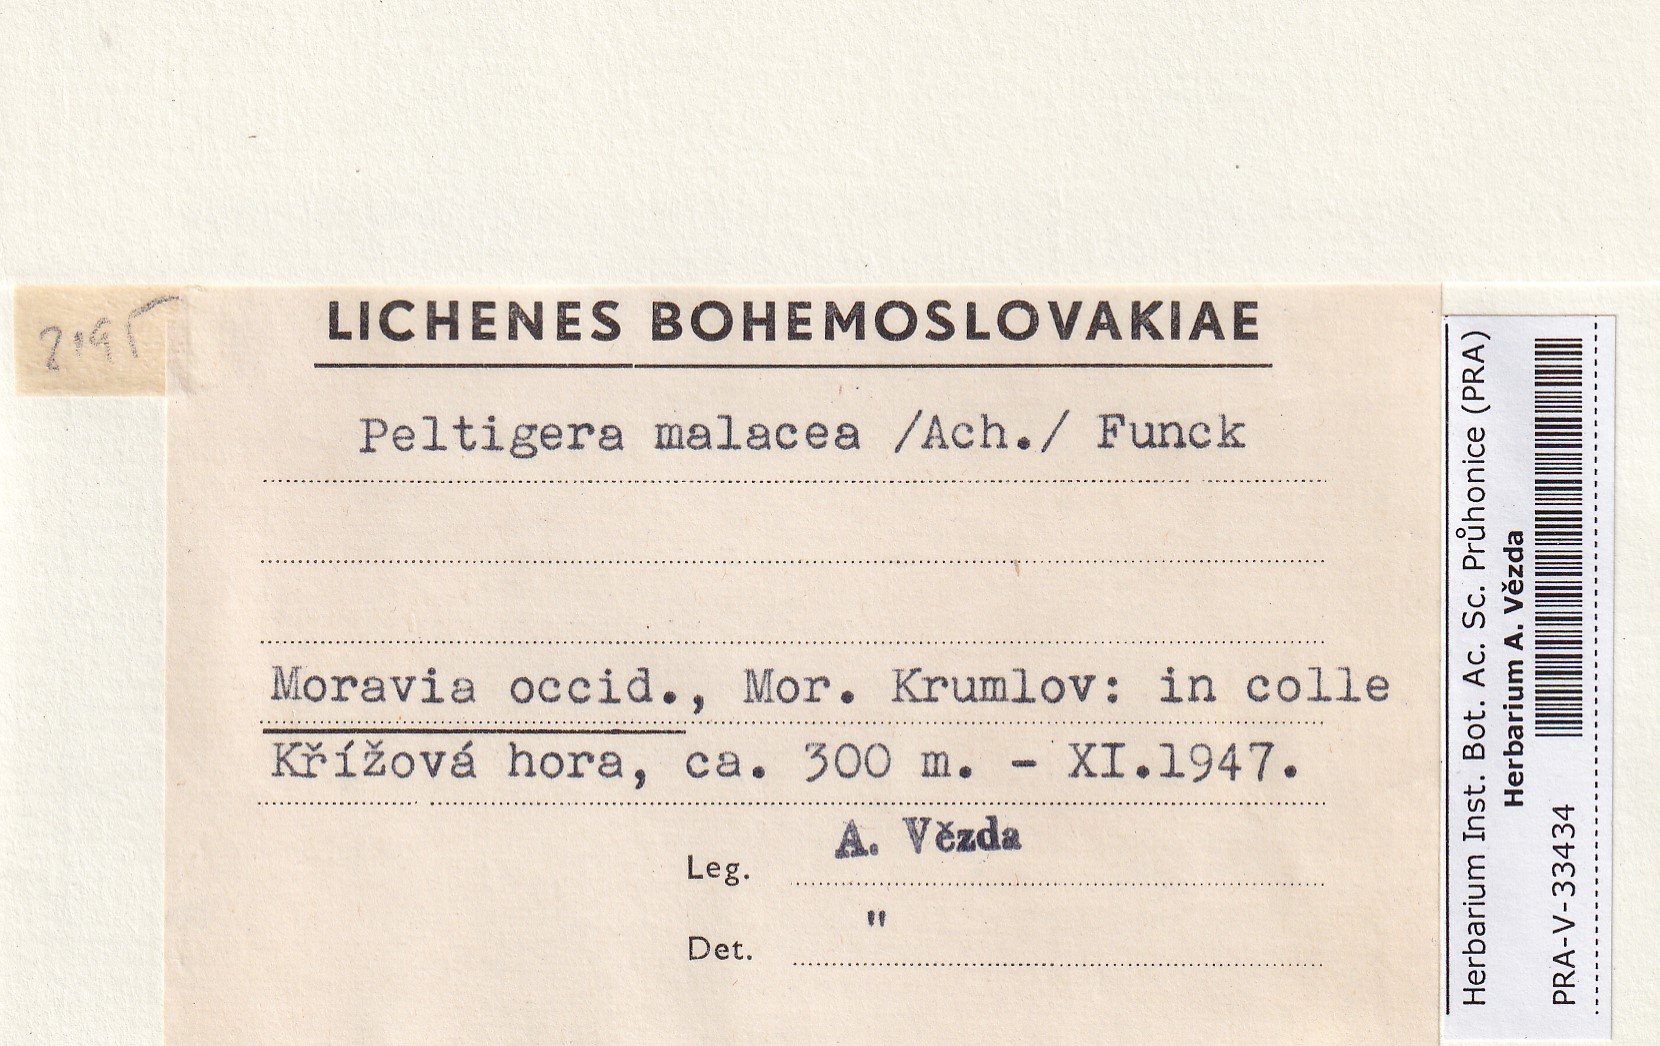 LICHENES BOHEMOSLOVAKIAE
Peltigera malacea /Ach./ Funck
Moravia occid., Mor. Krumlov: in colle
Křížová hora, ca. 300 m. - XI.1947.
A. Vězda
Leg.
"
Det.
Herbarium Inst. Bot. Ac. Sc. Průhonice (PRA)
Herbarium A. Vězda
PRA-V-33434